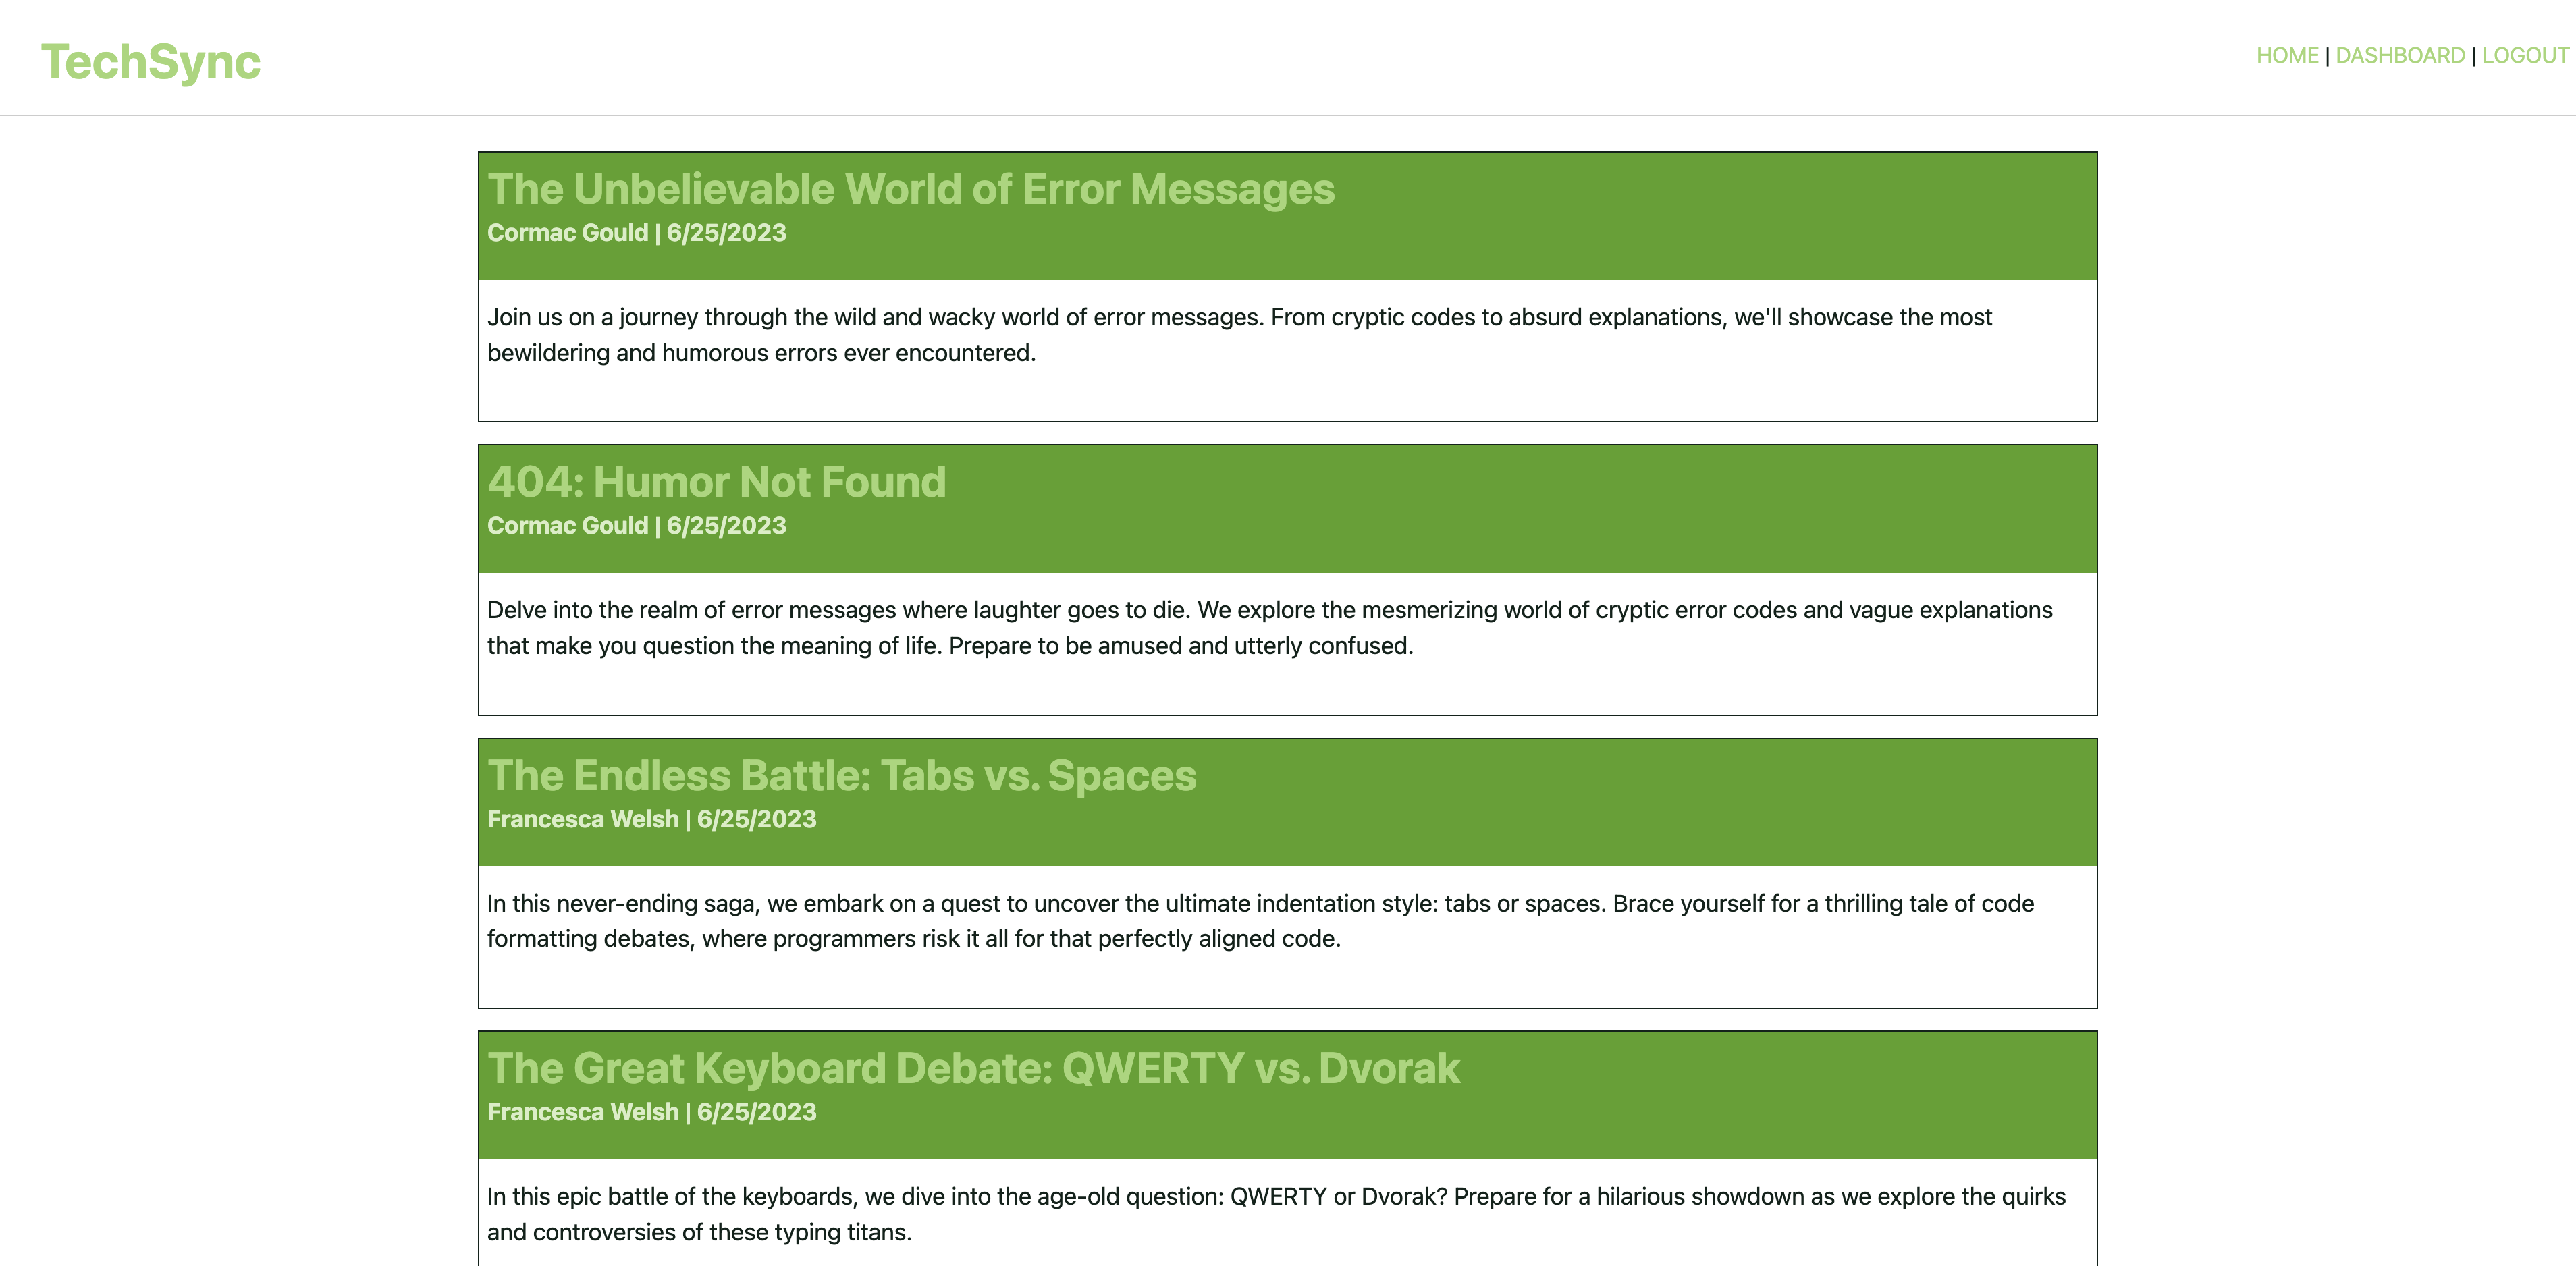 TechSync
HOME | DASHBOARD | LOGOUT
The Unbelievable World of Error Messages
Cormac Gould | 6/25/2023
Join us on a journey through the wild and wacky world of error messages. From cryptic codes to absurd explanations, we'll showcase the most
bewildering and humorous errors ever encountered.
404: Humor Not Found
Cormac Gould | 6/25/2023
Delve into the realm of error messages where laughter goes to die. We explore the mesmerizing world of cryptic error codes and vague explanations
that make you question the meaning of life. Prepare to be amused and utterly confused.
The Endless Battle: Tabs vs. Spaces
Francesca Welsh | 6/25/2023
In this never-ending saga, we embark on a quest to uncover the ultimate indentation style: tabs or spaces. Brace yourself for a thrilling tale of code
formatting debates, where programmers risk it all for that perfectly aligned code.
The Great Keyboard Debate: QWERTY vs. Dvorak
Francesca Welsh | 6/25/2023
In this epic battle of the keyboards, we dive into the age-old question: QWERTY or Dvorak? Prepare for a hilarious showdown as we explore the quirks
and controversies of these typing titans.